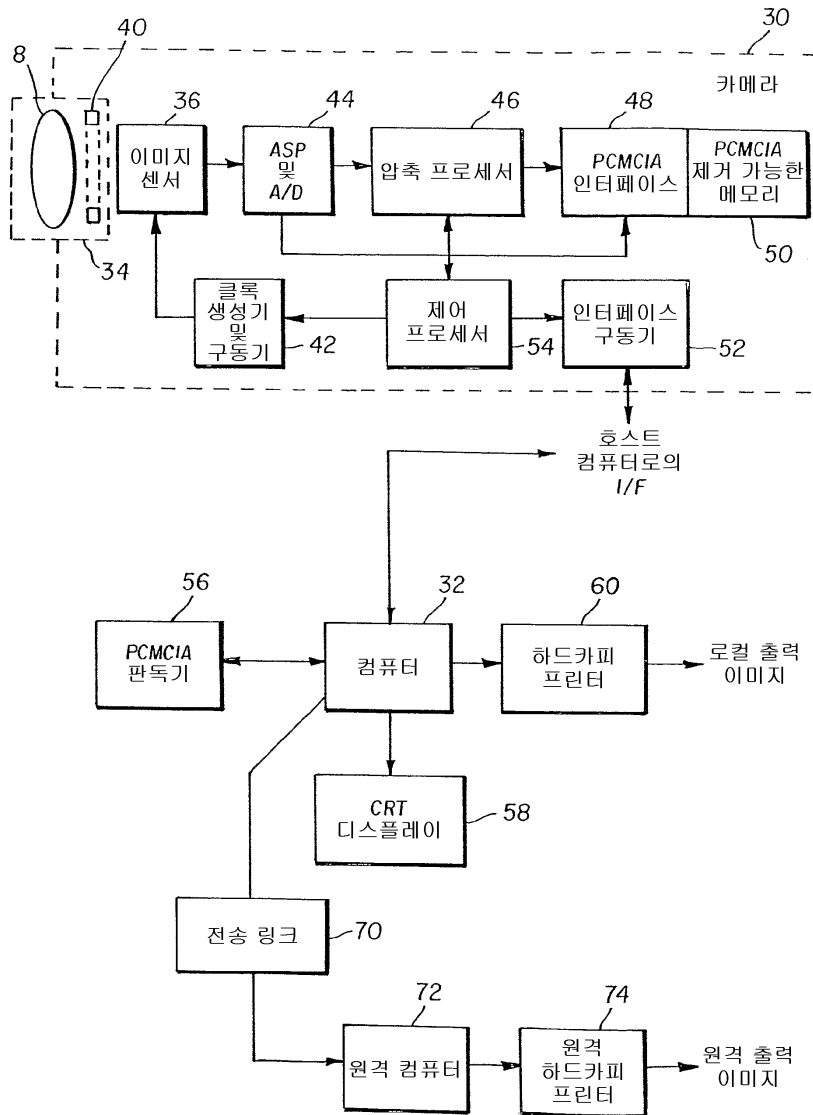 30
카메라
8
40
36
44
46
48
이미지
센서
ASP
및
A/D
압축 프로세서
PCMCIA
인터페이스
PCMCIA
제거 가능한
메모리
34
50
클록
생성기
및
구동기
42
제어
프로세서
54
인터페이스
구동기
52
호스트
컴퓨터로의
I/F
56
32
60
PCMCIA
판독기
컴퓨터
하드카피
프린터
로컬 출력
이미지
CRT
디스플레이
58
전송 링크
70
72
74
원격 컴퓨터
원격
하드카피
프린터
원격 출력
이미지